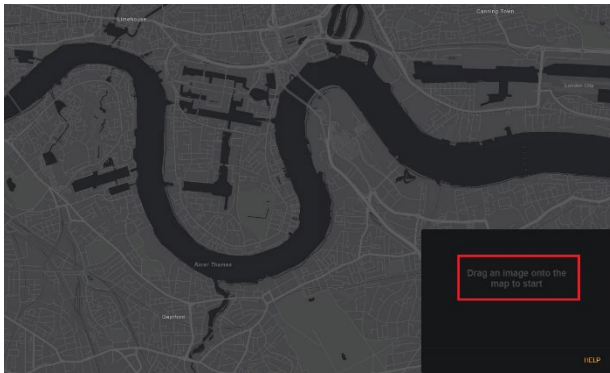 Limehouse
Canning Town
London City
River Thames
Deptford
Drag an image onto the
map to start
HELP